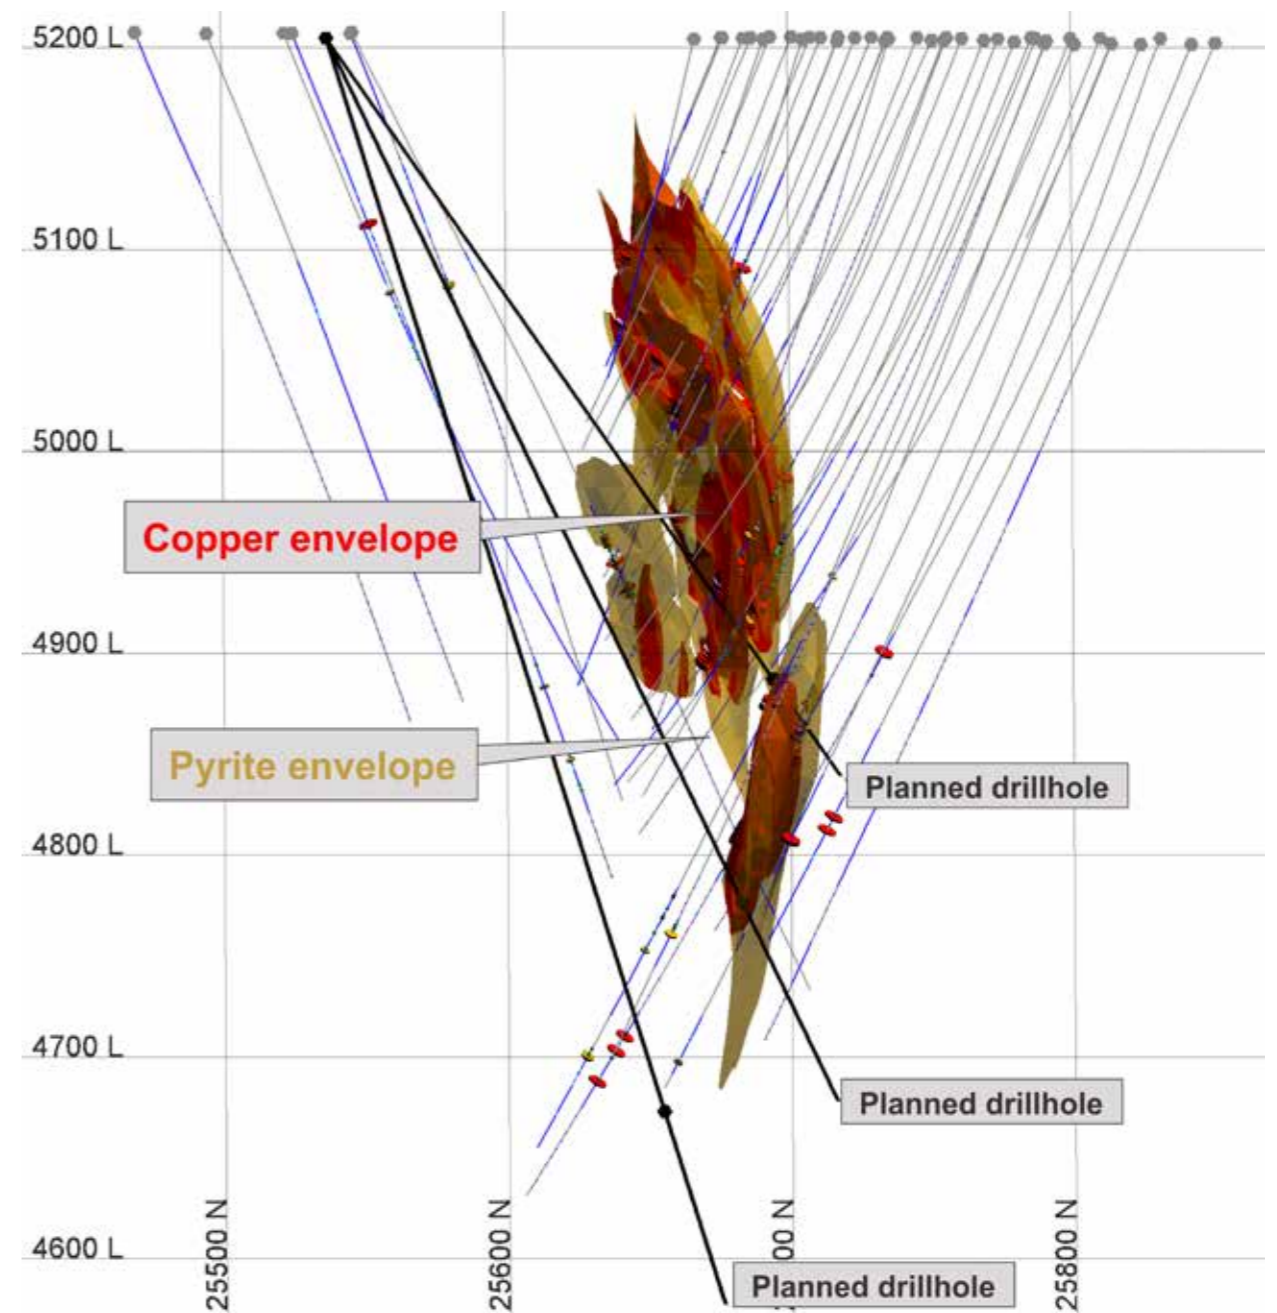 5200 L
5100 L
5000 L
Copper envelope
4900 L
Pyrite envelope
Planned drillhole
4800 L
4700 L
Planned drillhole
4600 L
25500 N
25600 N
00 N
25800 N
Planned drillhole